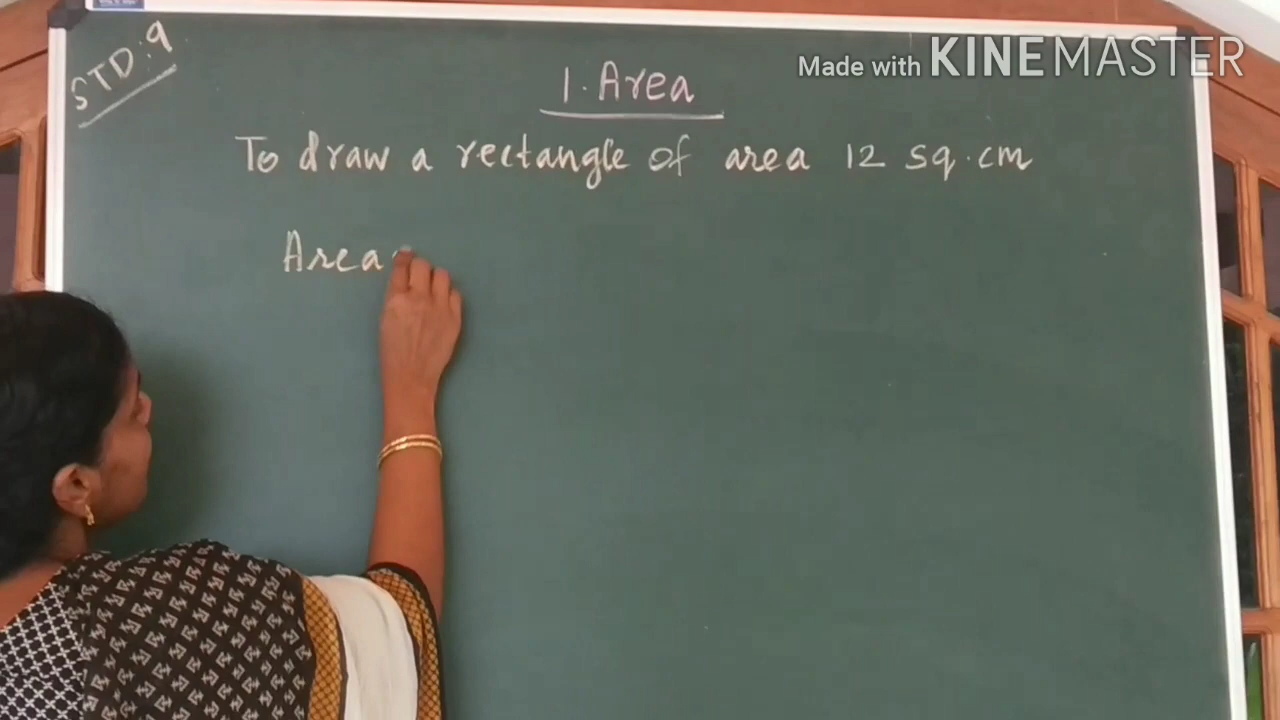 STD:9
1. Area
Made with KINEMASTER
To draw a rectangle of area 12 sq.cm
Area